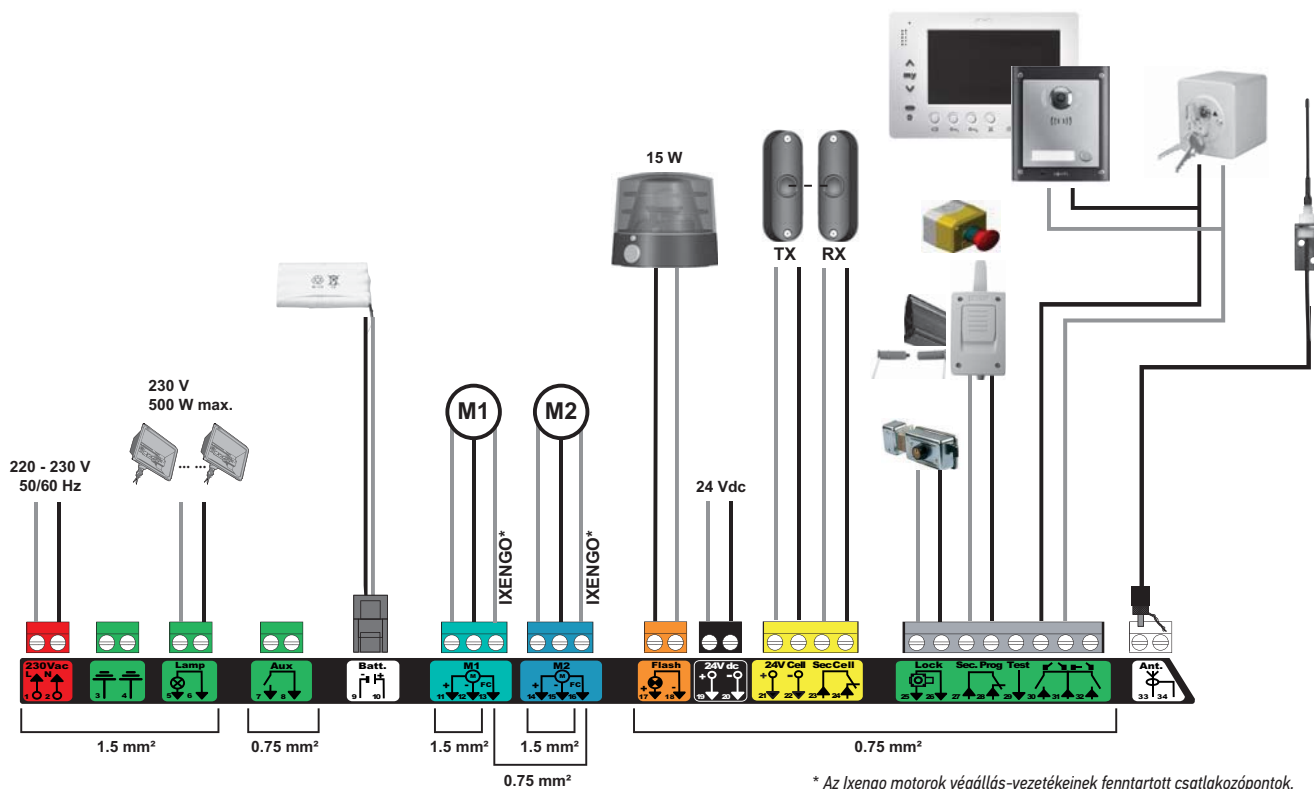 15 W
TX RX
230 V
500 W max.
M1 M2
220 - 230 V
50/60 Hz
24 Vdc
IXENGO* IXENGO*
230Vac Lamp Aux Batt. M1 M2 Flash 24V dc 24V Cell Sec Cell Lock Sec. Prog Test Ant.
L N + M - FC + M - FC + - + - + -
1 2 3 4 5 6 7 8 9 10 11 12 13 14 15 16 17 18 19 20 21 22 23 24 25 26 27 28 29 30 31 32 33 34
1.5 mm² 0.75 mm² 1.5 mm² 1.5 mm² 0.75 mm²
0.75 mm²
* Az Ixengo motorok végállás-vezetékeinek fenntartott csatlakozópontok.
my